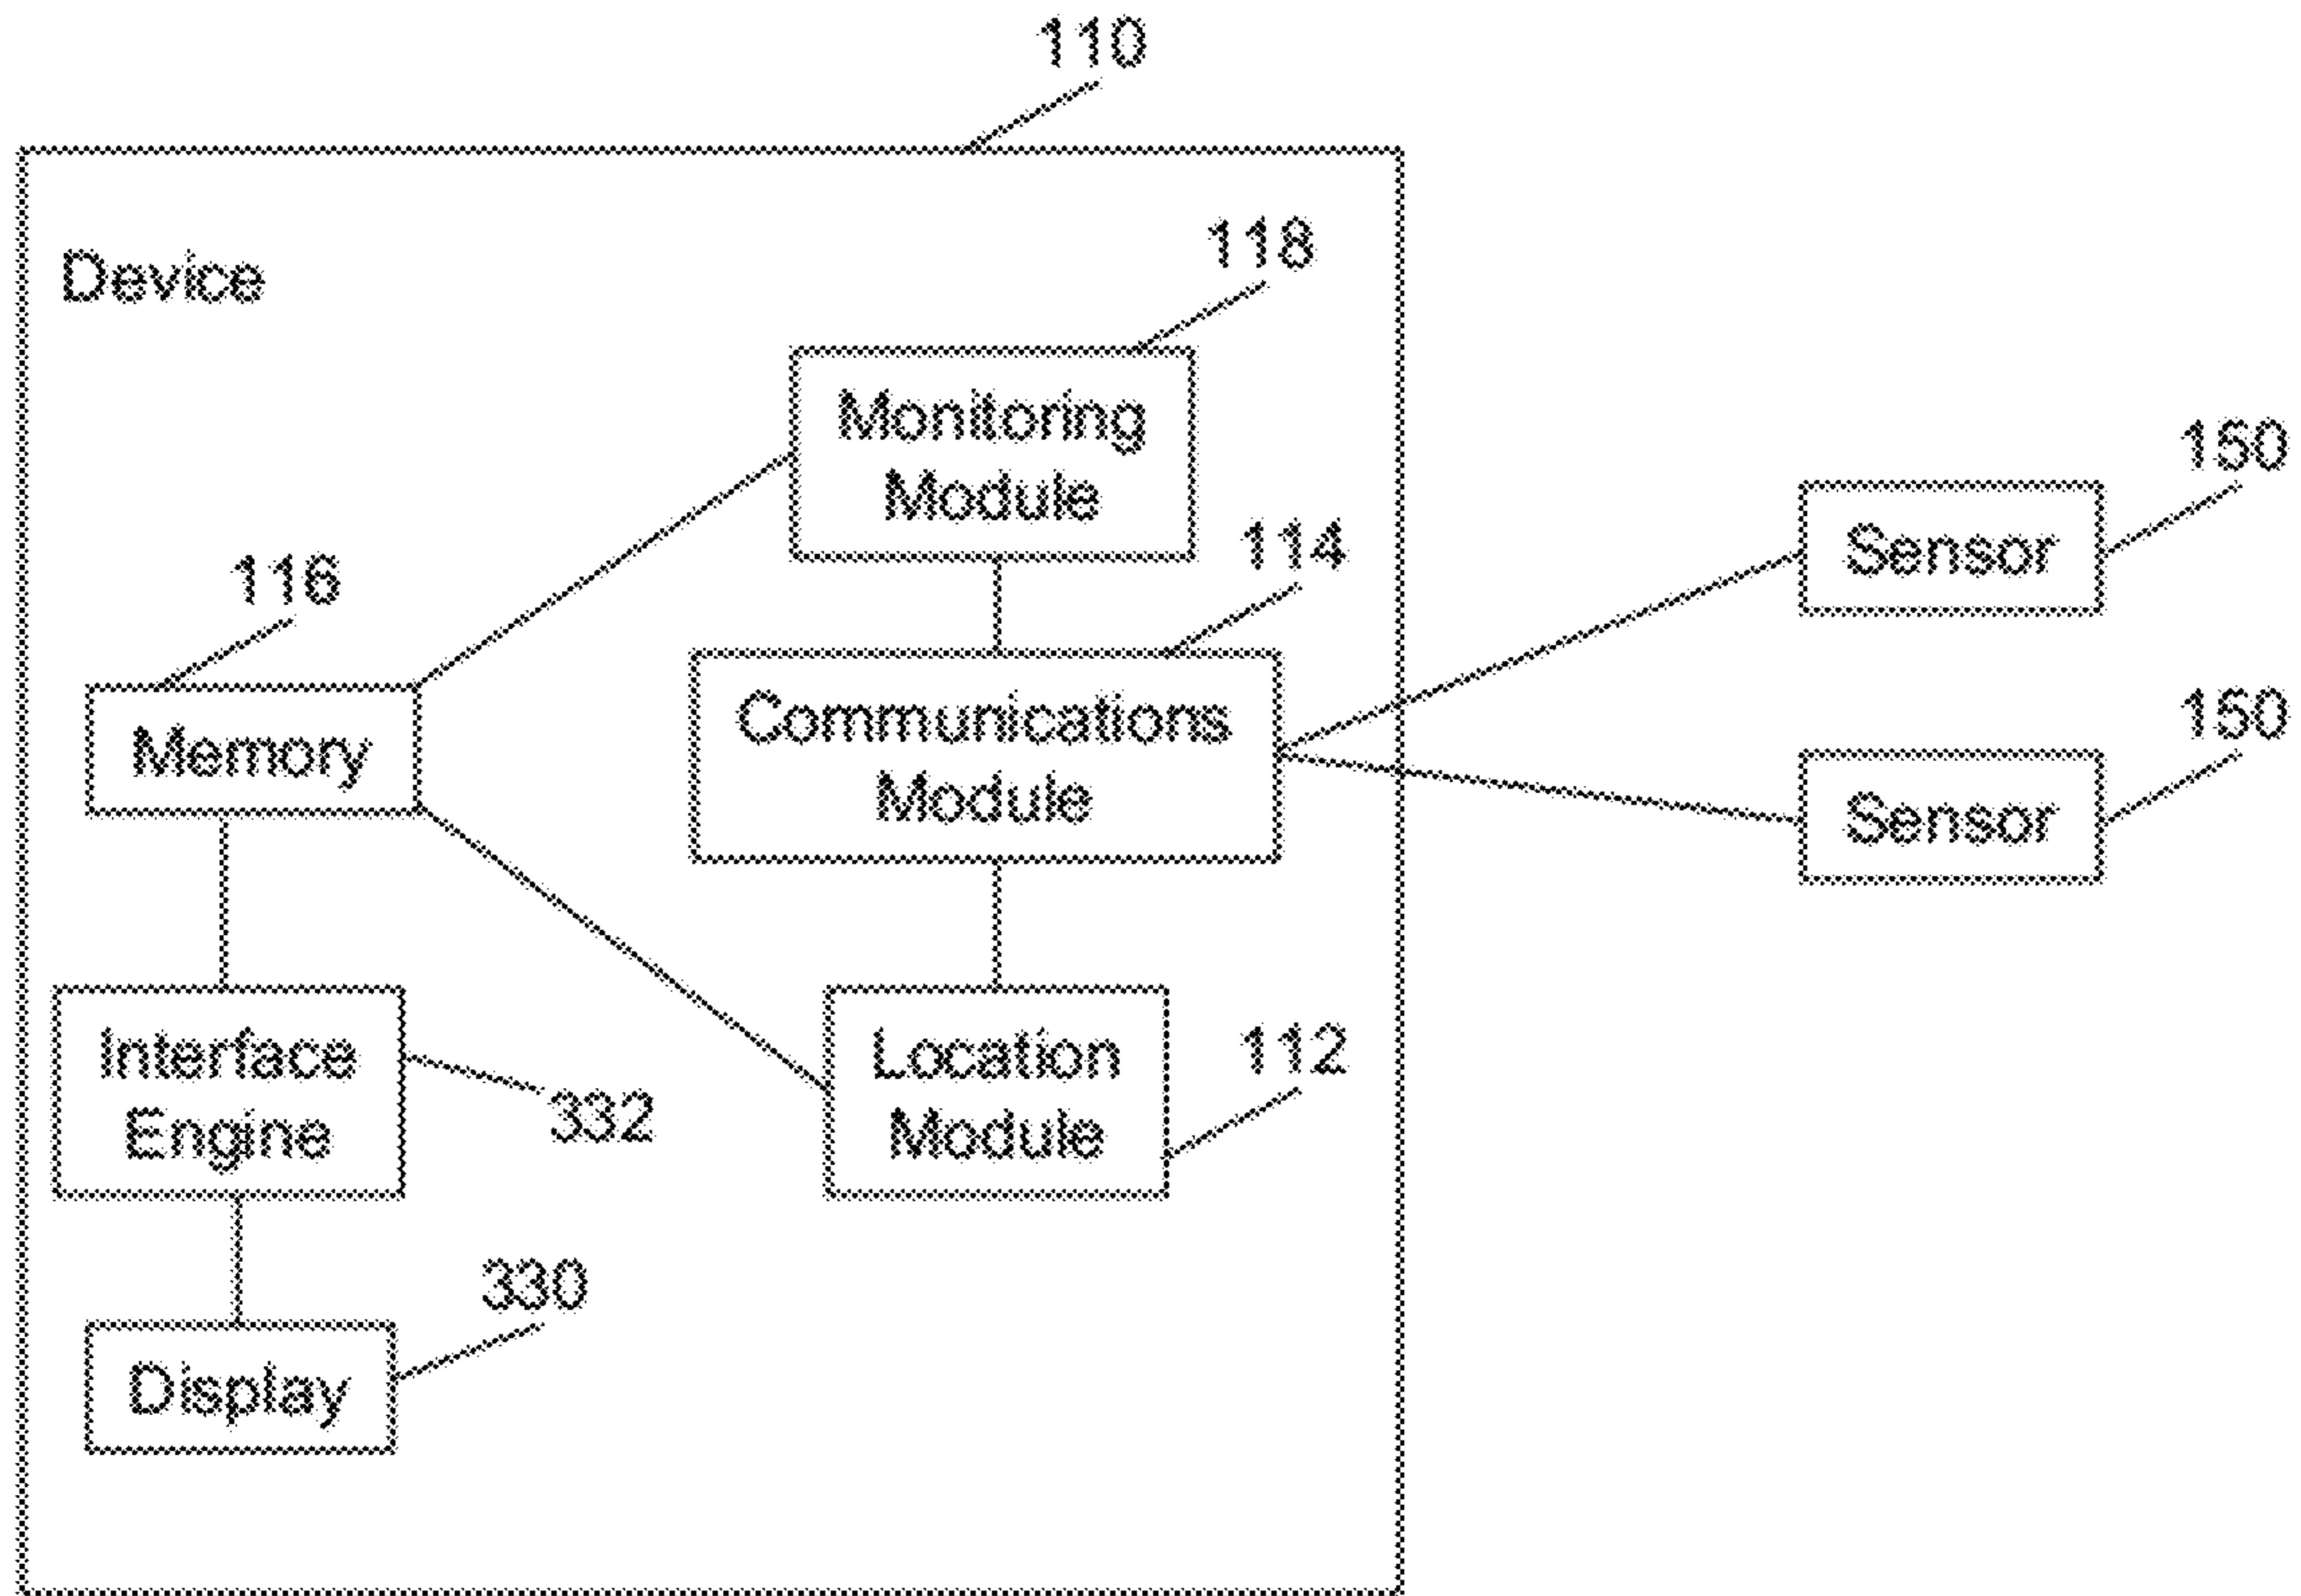 110
Device
118
Monitoring
Module
150
Sensor
114
116
Communications
Module
150
Sensor
Memory
Interface
Engine
332
Location
Module
112
330
Display